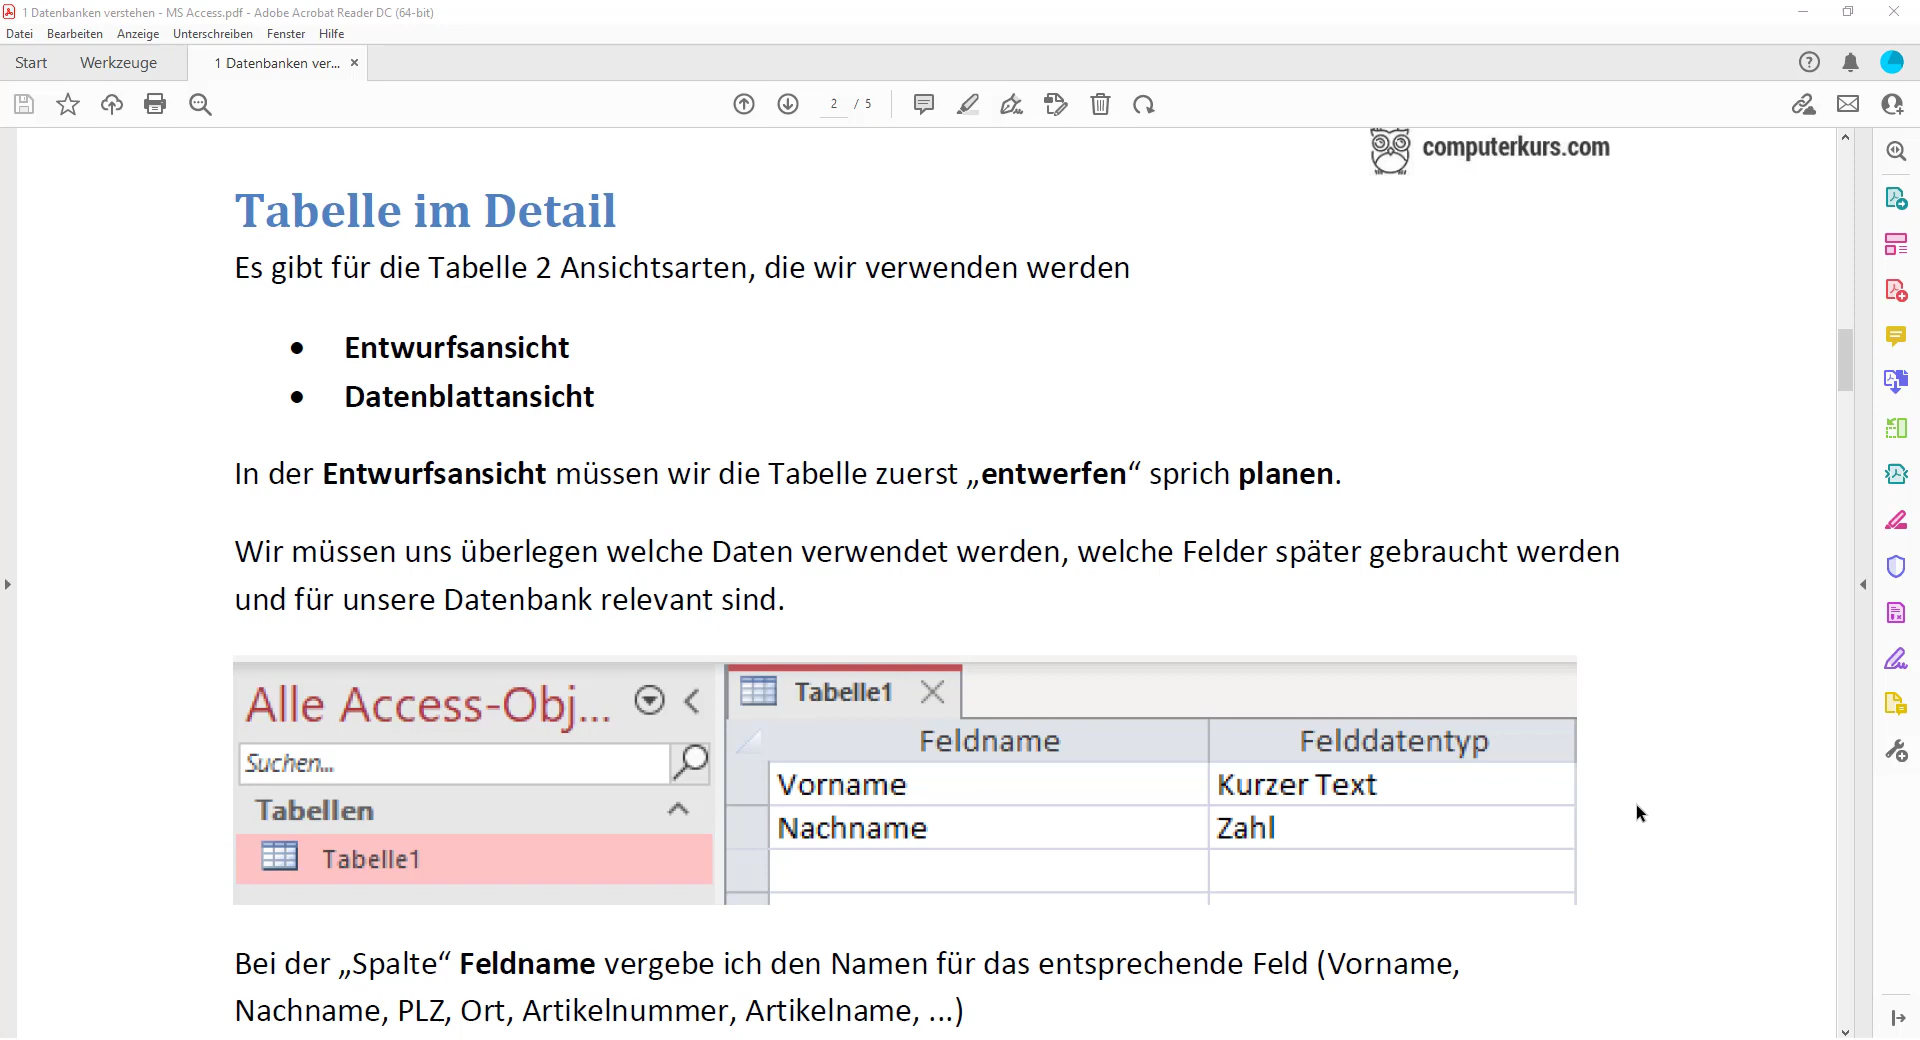 1 Datenbanken verstehen - MS Access.pdf - Adobe Acrobat Reader DC (64-bit)
Datei Bearbeiten Anzeige Unterschreiben Fenster Hilfe
Start Werkzeuge 1 Datenbanken ver...
2 / 5
computerkurs.com
Tabelle im Detail
Es gibt für die Tabelle 2 Ansichtsarten, die wir verwenden werden
• Entwurfsansicht
• Datenblattansicht
In der Entwurfsansicht müssen wir die Tabelle zuerst „entwerfen“ sprich planen.
Wir müssen uns überlegen welche Daten verwendet werden, welche Felder später gebraucht werden
und für unsere Datenbank relevant sind.
Alle Access-Obj...
Suchen...
Tabellen
Tabelle1
Tabelle1
Feldname Felddatentyp
Vorname Kurzer Text
Nachname Zahl
Bei der „Spalte“ Feldname vergebe ich den Namen für das entsprechende Feld (Vorname,
Nachname, PLZ, Ort, Artikelnummer, Artikelname, ...)